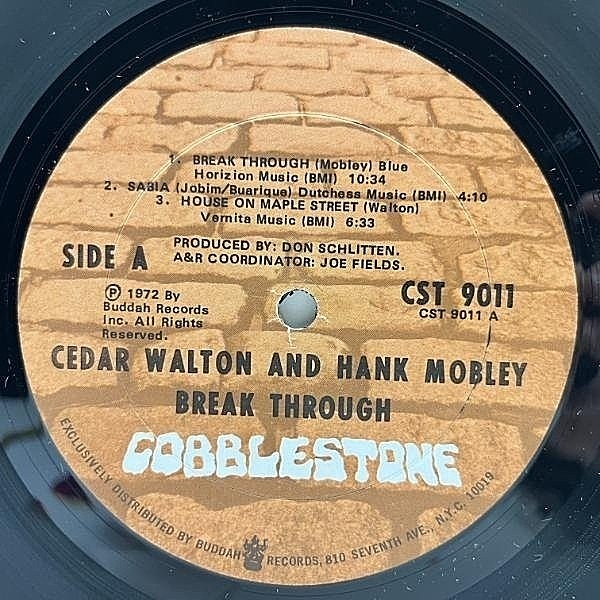 1. BREAK THROUGH (Mobley) Blue
Horizion Music (BMI) 10:34
2. SABIA (Jobim/Buarique) Dutchess Music (BMI) 4:10
3. HOUSE ON MAPLE STREET (Walton)
Vernita Music (BMI) 6:33
SIDE A
PRODUCED BY: DON SCHLITTEN.
A&R COORDINATOR: JOE FIELDS.
Ⓟ 1972 By
Buddah Records
Inc. All Rights
Reserved.
CST 9011
CST 9011 A
CEDAR WALTON AND HANK MOBLEY
BREAK THROUGH
COBBLESTONE
EXCLUSIVELY DISTRIBUTED BY BUDDAH RECORDS, 810 SEVENTH AVE., N.Y.C. 10019